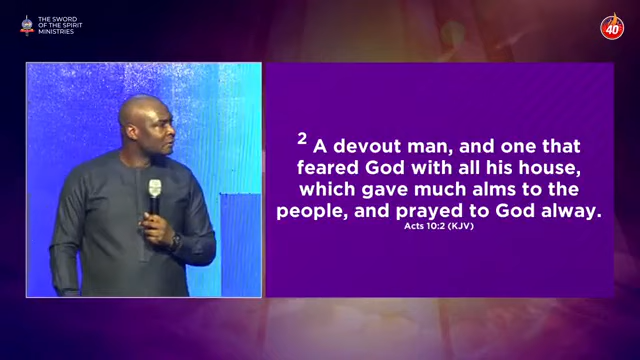 THE SWORD
OF THE SPIRIT
MINISTRIES
40
2 A devout man, and one that
feared God with all his house,
which gave much alms to the
people, and prayed to God alway.
Acts 10:2 (KJV)